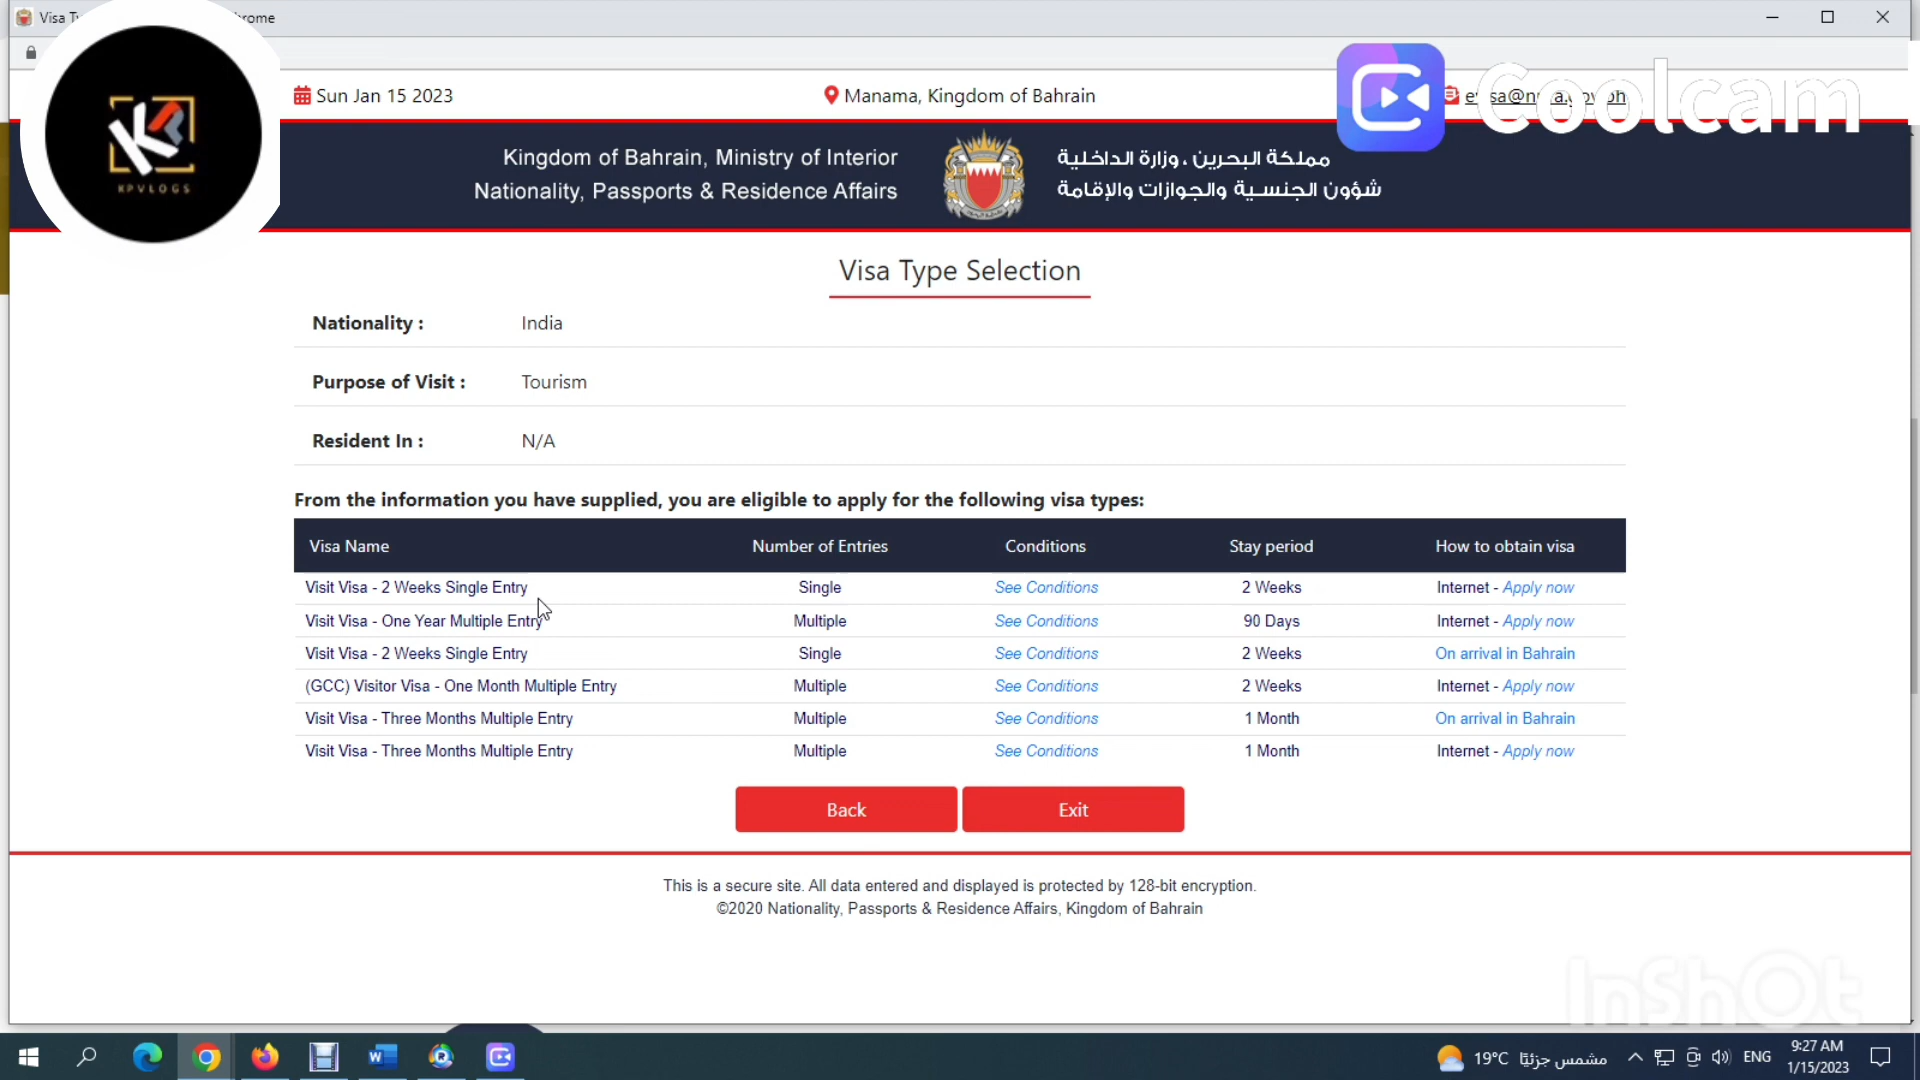 Visa Ty
rome
KPVLOGS
Sun Jan 15 2023
Manama, Kingdom of Bahrain
Coolcam
Kingdom of Bahrain, Ministry of Interior
Nationality, Passports & Residence Affairs
مملكة البحرين ، وزارة الداخلية
شؤون الجنسية والجوازات والإقامة
Visa Type Selection
Nationality : India
Purpose of Visit : Tourism
Resident In : N/A
From the information you have supplied, you are eligible to apply for the following visa types:
Visa Name Number of Entries Conditions Stay period How to obtain visa
Visit Visa - 2 Weeks Single Entry Single See Conditions 2 Weeks Internet - Apply now
Visit Visa - One Year Multiple Entry Multiple See Conditions 90 Days Internet - Apply now
Visit Visa - 2 Weeks Single Entry Single See Conditions 2 Weeks On arrival in Bahrain
(GCC) Visitor Visa - One Month Multiple Entry Multiple See Conditions 2 Weeks Internet - Apply now
Visit Visa - Three Months Multiple Entry Multiple See Conditions 1 Month On arrival in Bahrain
Visit Visa - Three Months Multiple Entry Multiple See Conditions 1 Month Internet - Apply now
Back Exit
This is a secure site. All data entered and displayed is protected by 128-bit encryption.
©2020 Nationality, Passports & Residence Affairs, Kingdom of Bahrain
InShOt
19°C مشمس جزئيًا ENG 9:27 AM
1/15/2023